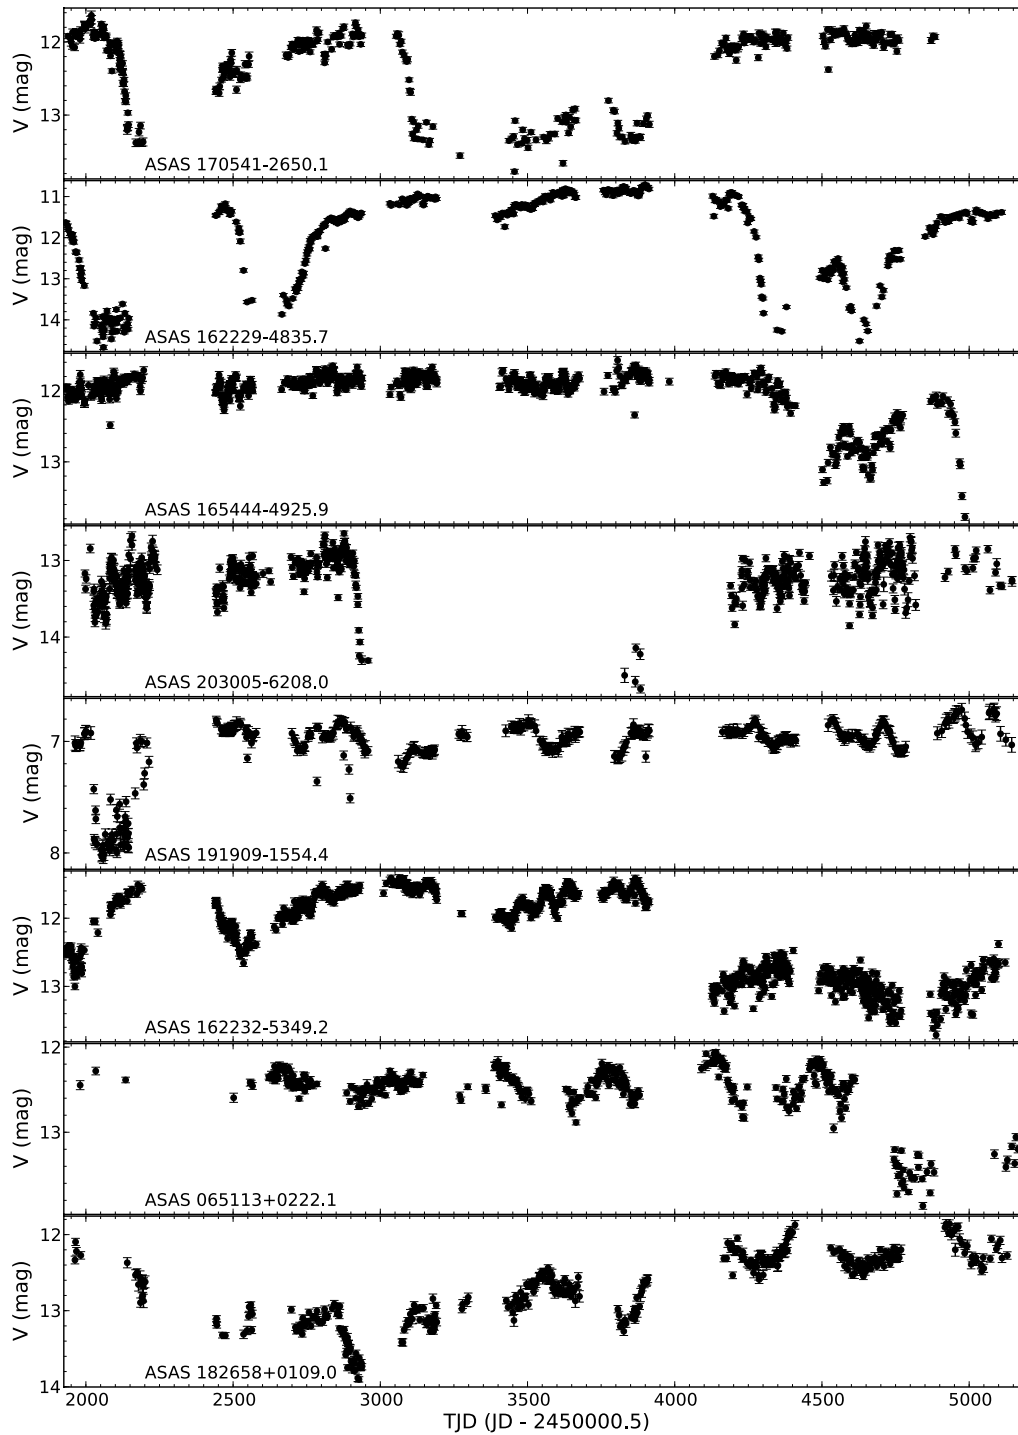 12
13
V (mag)
ASAS 170541-2650.1
11
12
13
14
V (mag)
ASAS 162229-4835.7
12
13
V (mag)
ASAS 165444-4925.9
13
14
V (mag)
ASAS 203005-6208.0
7
8
V (mag)
ASAS 191909-1554.4
12
13
V (mag)
ASAS 162232-5349.2
12
13
V (mag)
ASAS 065113+0222.1
12
13
14
V (mag)
ASAS 182658+0109.0
2000 2500 3000 3500 4000 4500 5000
TJD (JD - 2450000.5)